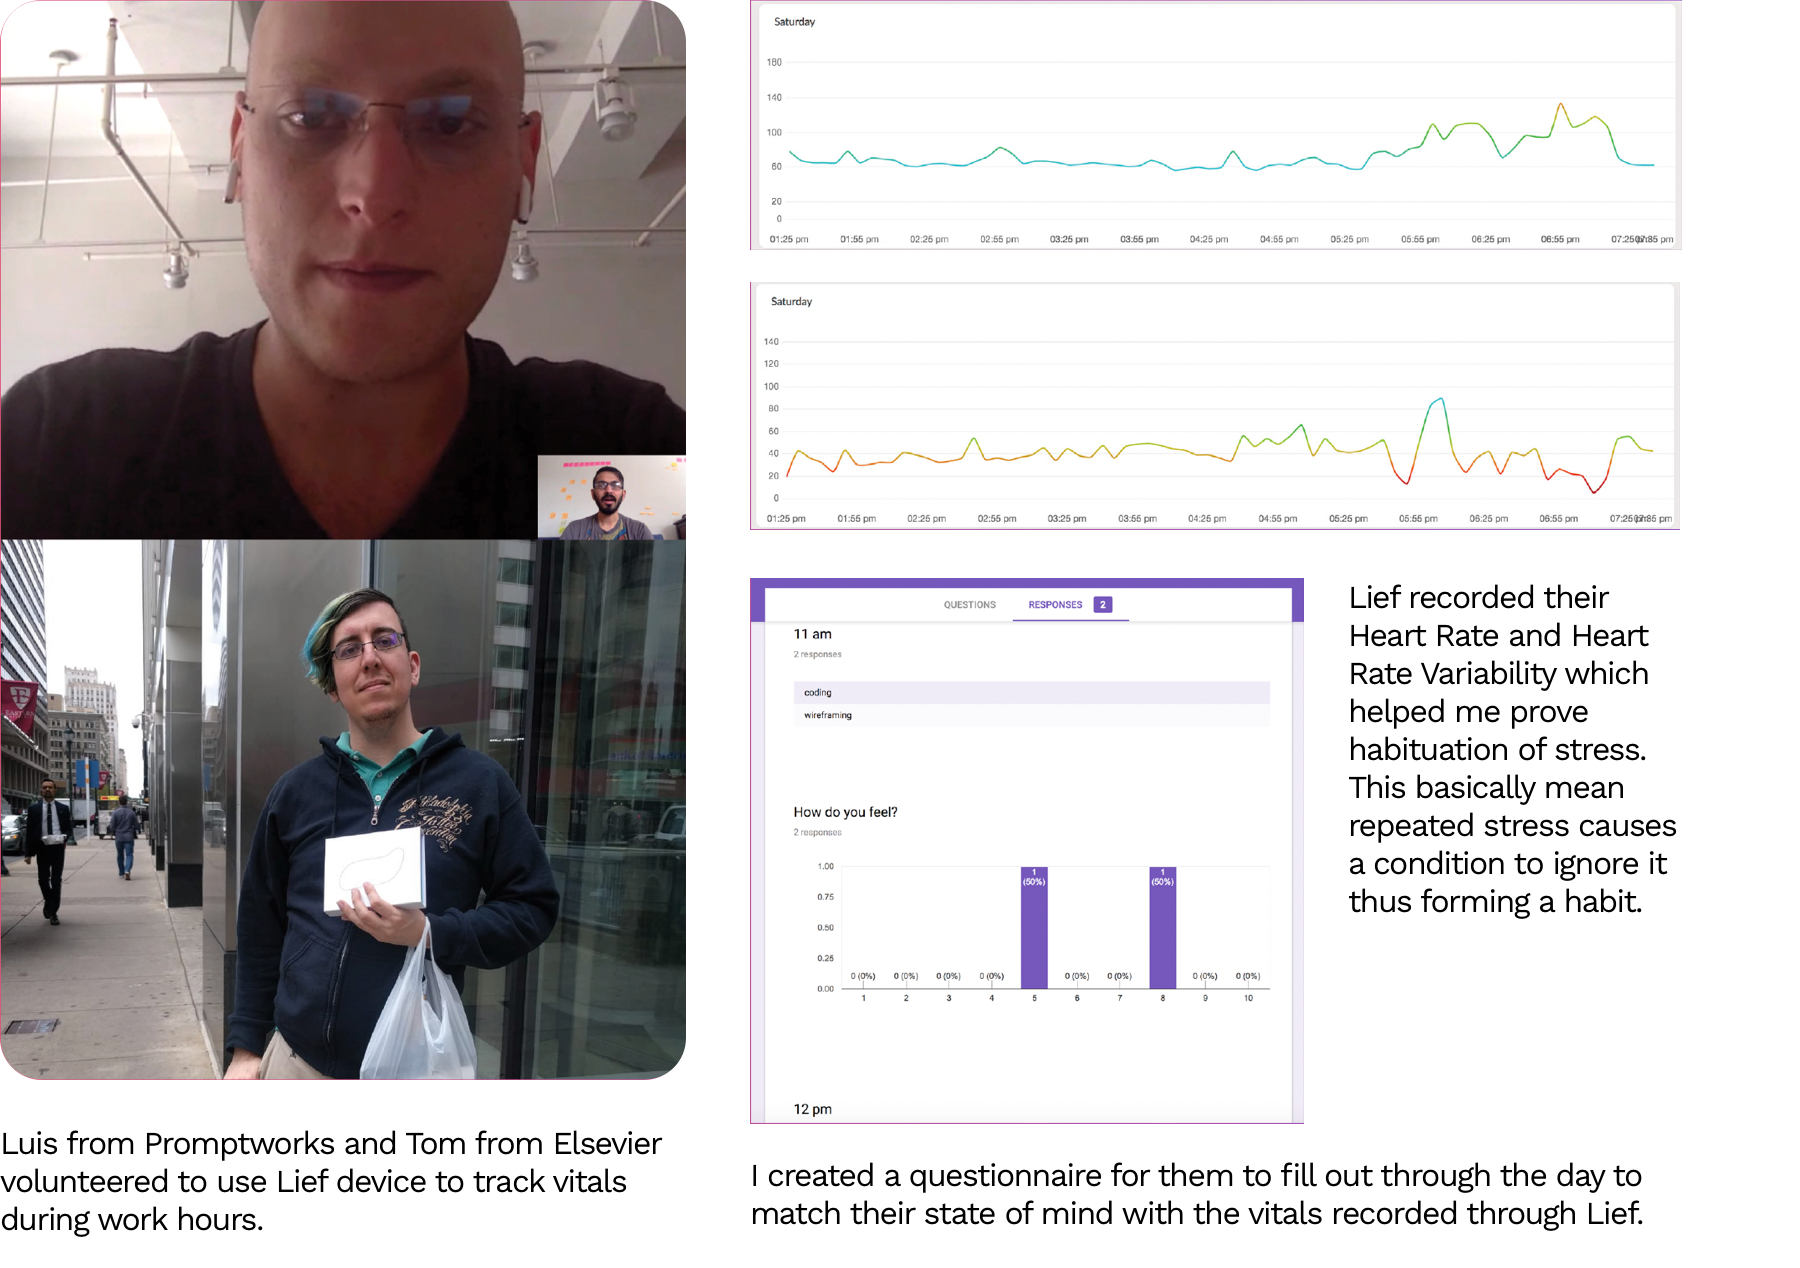 Saturday
180
140
100
60
20
0
01:25 pm 01:55 pm 02:25 pm 02:55 pm 03:25 pm 03:55 pm 04:25 pm 04:55 pm 05:25 pm 05:55 pm 06:25 pm 06:55 pm 07:25 07:35 pm
Saturday
140
120
100
80
60
40
20
0
01:25 pm 01:55 pm 02:25 pm 02:55 pm 03:25 pm 03:55 pm 04:25 pm 04:55 pm 05:25 pm 05:55 pm 06:25 pm 06:55 pm 07:25 07:35 pm
QUESTIONS RESPONSES 2
11 am
2 responses
coding
wireframing
How do you feel?
2 responses
1.00
0.75
0.50
0.25
0.00
0 (0%) 0 (0%) 0 (0%) 0 (0%) 1 (50%) 0 (0%) 0 (0%) 1 (50%) 0 (0%) 0 (0%)
1 2 3 4 5 6 7 8 9 10
12 pm
Lief recorded their
Heart Rate and Heart
Rate Variability which
helped me prove
habituation of stress.
This basically mean
repeated stress causes
a condition to ignore it
thus forming a habit.
Luis from Promptworks and Tom from Elsevier
volunteered to use Lief device to track vitals
during work hours.
I created a questionnaire for them to fill out through the day to
match their state of mind with the vitals recorded through Lief.